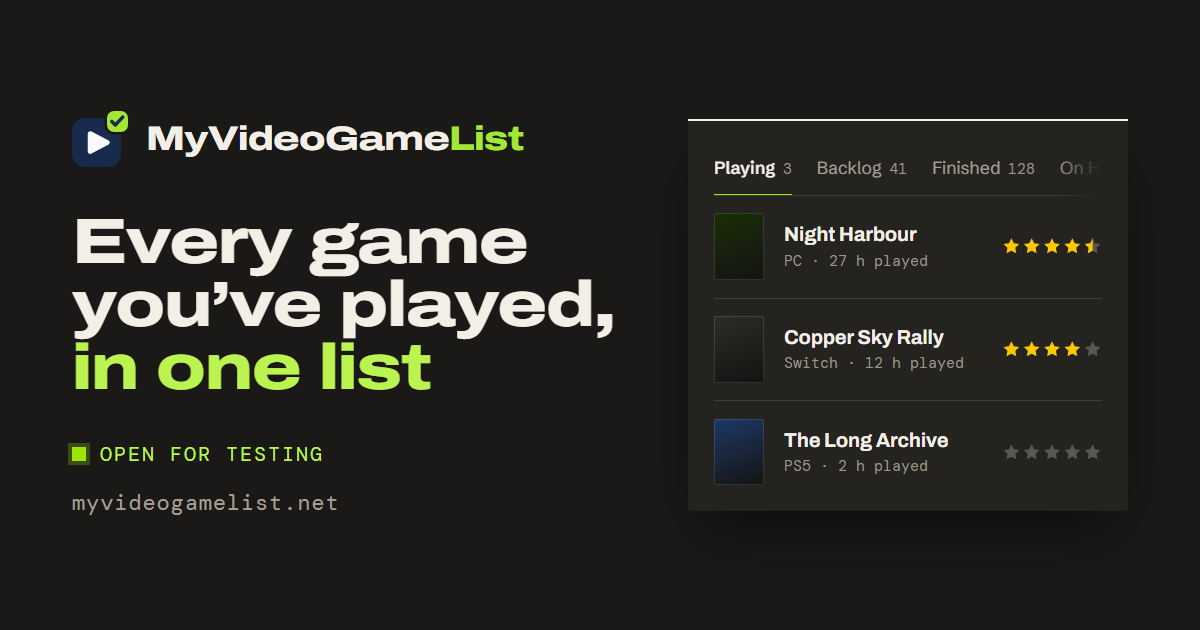 MyVideoGameList
Every game
you've played,
in one list
OPEN FOR TESTING
myvideogamelist.net
Playing 3 Backlog 41 Finished 128 On H
Night Harbour
PC · 27 h played
Copper Sky Rally
Switch · 12 h played
The Long Archive
PS5 · 2 h played